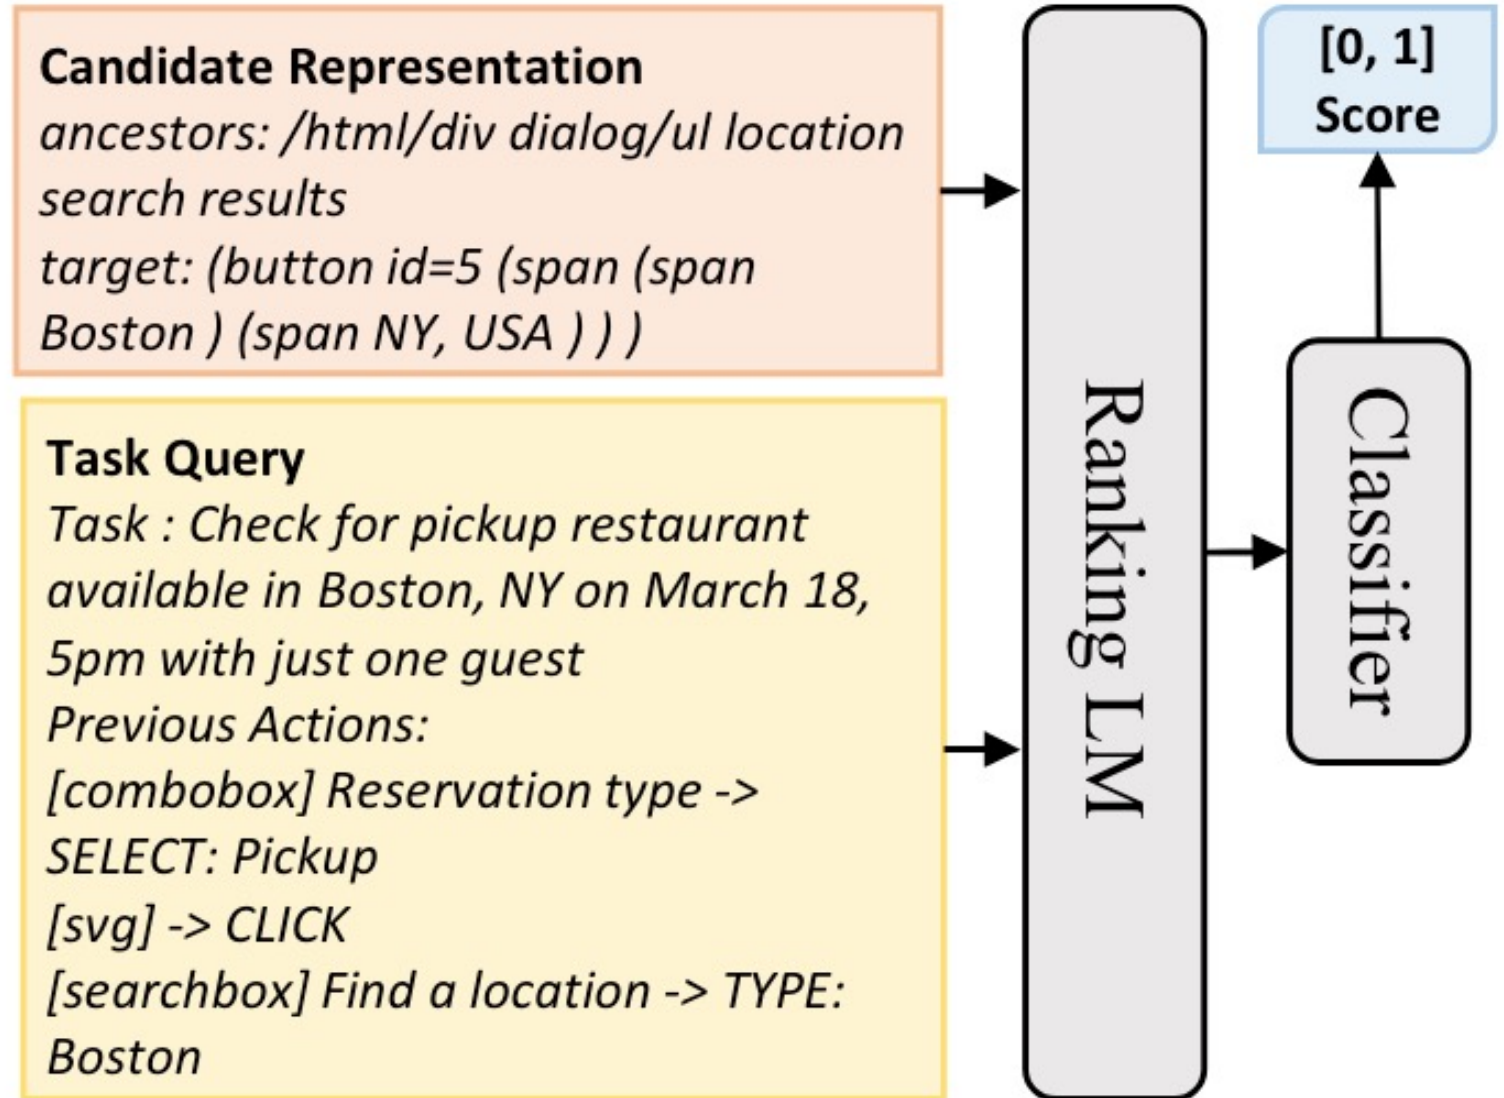 Candidate Representation
ancestors: /html/div dialog/ul location
search results
target: (button id=5 (span (span
Boston ) (span NY, USA ) ) )
Task Query
Task : Check for pickup restaurant
available in Boston, NY on March 18,
5pm with just one guest
Previous Actions:
[combobox] Reservation type ->
SELECT: Pickup
[svg] -> CLICK
[searchbox] Find a location -> TYPE:
Boston
Ranking LM
Classifier
[0, 1]
Score